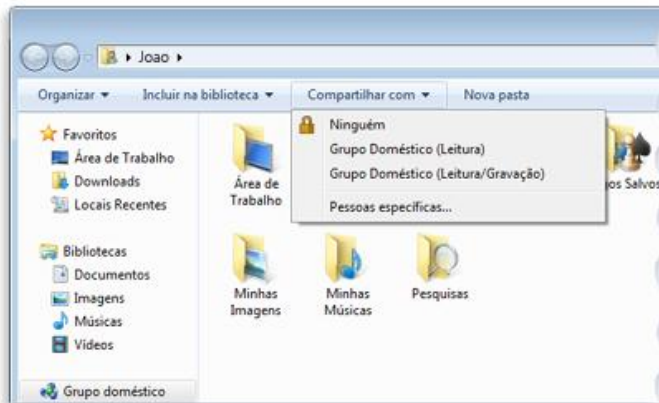 Joao
Organizar
Incluir na biblioteca
Compartilhar com
Nova pasta
Ninguém
Grupo Doméstico (Leitura)
Grupo Doméstico (Leitura/Gravação)
Pessoas específicas...
Favoritos
Área de Trabalho
Downloads
Locais Recentes
Bibliotecas
Documentos
Imagens
Músicas
Vídeos
Grupo doméstico
Área de
Trabalho
Salvos
Minhas
Imagens
Minhas
Músicas
Pesquisas